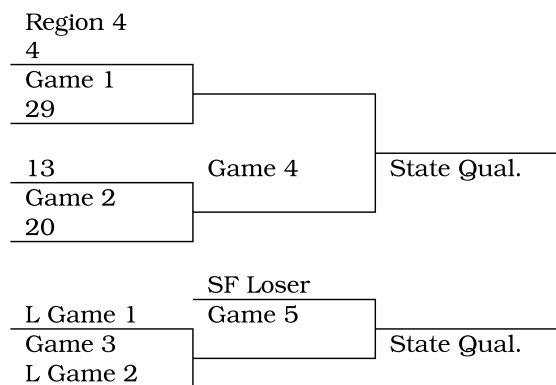 Region 4
4
Game 1
29
13
Game 4
State Qual.
Game 2
20
SF Loser
L Game 1
Game 5
Game 3
State Qual.
L Game 2